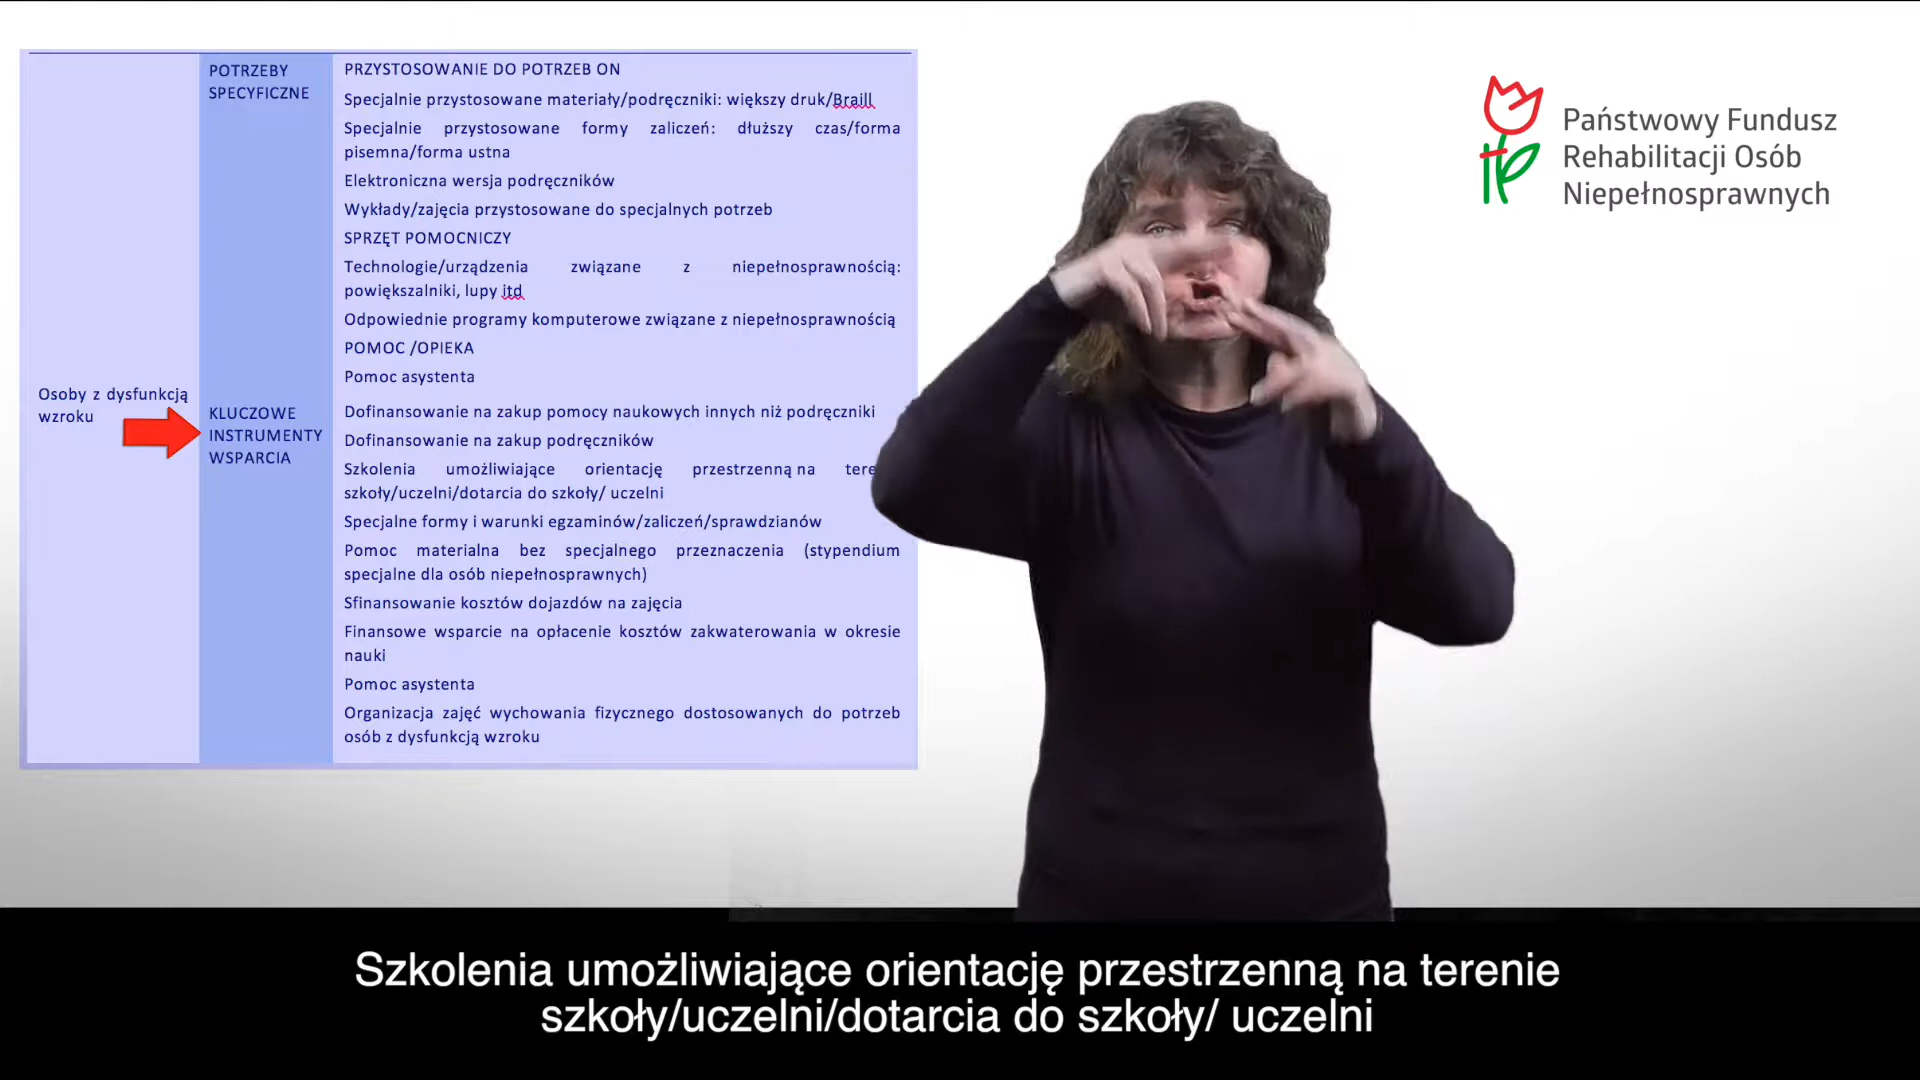 Osoby z dysfunkcją
wzroku
POTRZEBY
SPECYFICZNE
PRZYSTOSOWANIE DO POTRZEB ON
Specjalnie przystosowane materiały/podręczniki: większy druk/Braill
Specjalnie przystosowane formy zaliczeń: dłuższy czas/forma
pisemna/forma ustna
Elektroniczna wersja podręczników
Wykłady/zajęcia przystosowane do specjalnych potrzeb
SPRZĘT POMOCNICZY
Technologie/urządzenia związane z niepełnosprawnością:
powiększalniki, lupy itd
Odpowiednie programy komputerowe związane z niepełnosprawnością
POMOC /OPIEKA
Pomoc asystenta
KLUCZOWE
INSTRUMENTY
WSPARCIA
Dofinansowanie na zakup pomocy naukowych innych niż podręczniki
Dofinansowanie na zakup podręczników
Szkolenia umożliwiające orientację przestrzenną na
szkoły/uczelni/dotarcia do szkoły/ uczelni
Specjalne formy i warunki egzaminów/zaliczeń/sprawdzianów
Pomoc materialna bez specjalnego przeznaczenia (stypendium
specjalne dla osób niepełnosprawnych)
Sfinansowanie kosztów dojazdów na zajęcia
Finansowe wsparcie na opłacenie kosztów zakwaterowania w okresie
nauki
Pomoc asystenta
Organizacja zajęć wychowania fizycznego dostosowanych do potrzeb
osób z dysfunkcją wzroku
Państwowy Fundusz
Rehabilitacji Osób
Niepełnosprawnych
Szkolenia umożliwiające orientację przestrzenną na terenie
szkoły/uczelni/dotarcia do szkoły/ uczelni